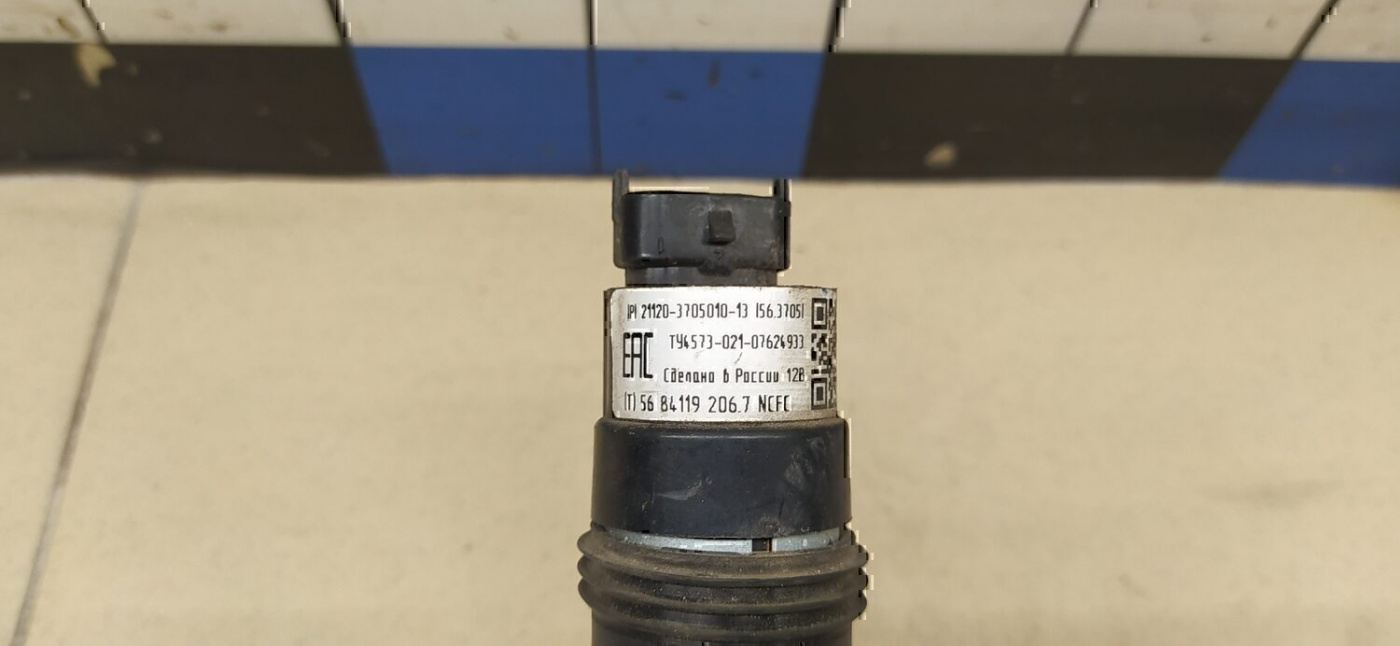 (P) 21120-3705010-13 (56.3705)
EAC
ТУ4573-021-07624933
Сделано в России 12В
(T) 56 84119 206.7 NCFC